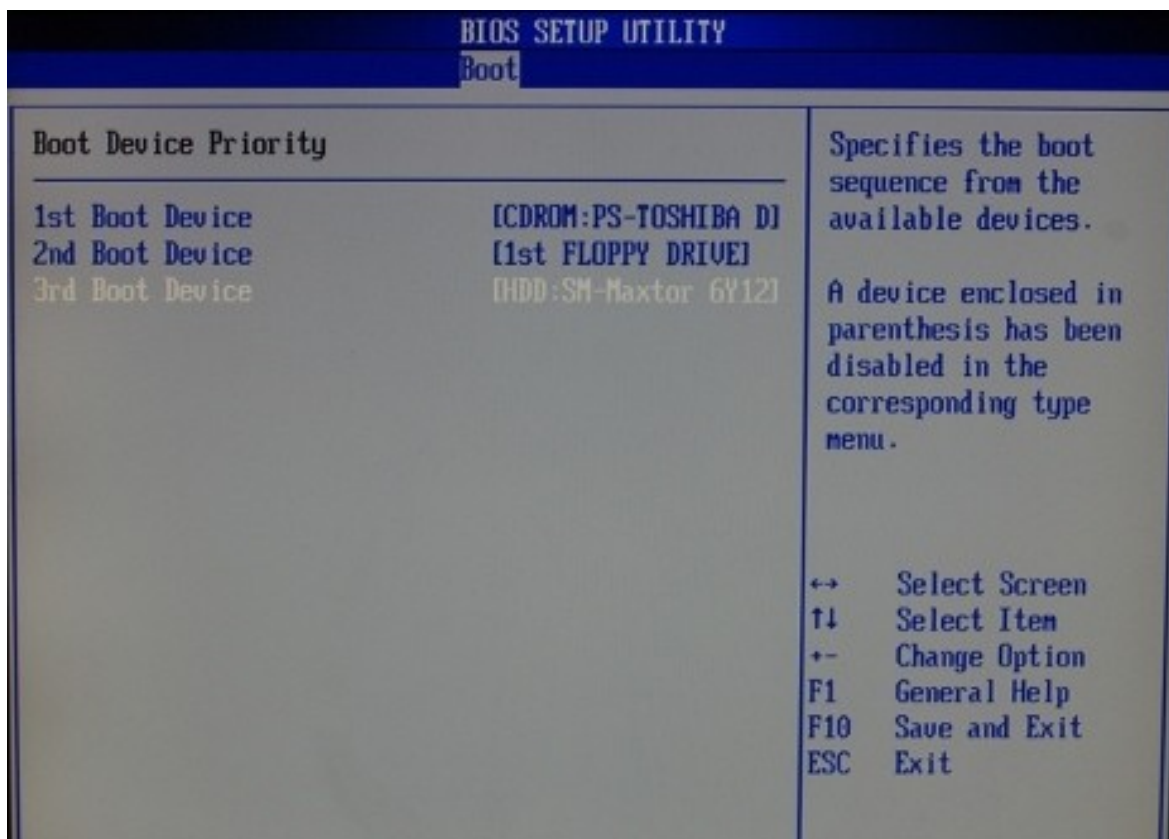 BIOS SETUP UTILITY
Boot
Boot Device Priority
1st Boot Device [CDROM:PS-TOSHIBA D]
2nd Boot Device [1st FLOPPY DRIVE]
3rd Boot Device [HDD:SM-Maxtor 6Y12]
Specifies the boot
sequence from the
available devices.
A device enclosed in
parenthesis has been
disabled in the
corresponding type
menu.
↔ Select Screen
↑↓ Select Item
+- Change Option
F1 General Help
F10 Save and Exit
ESC Exit